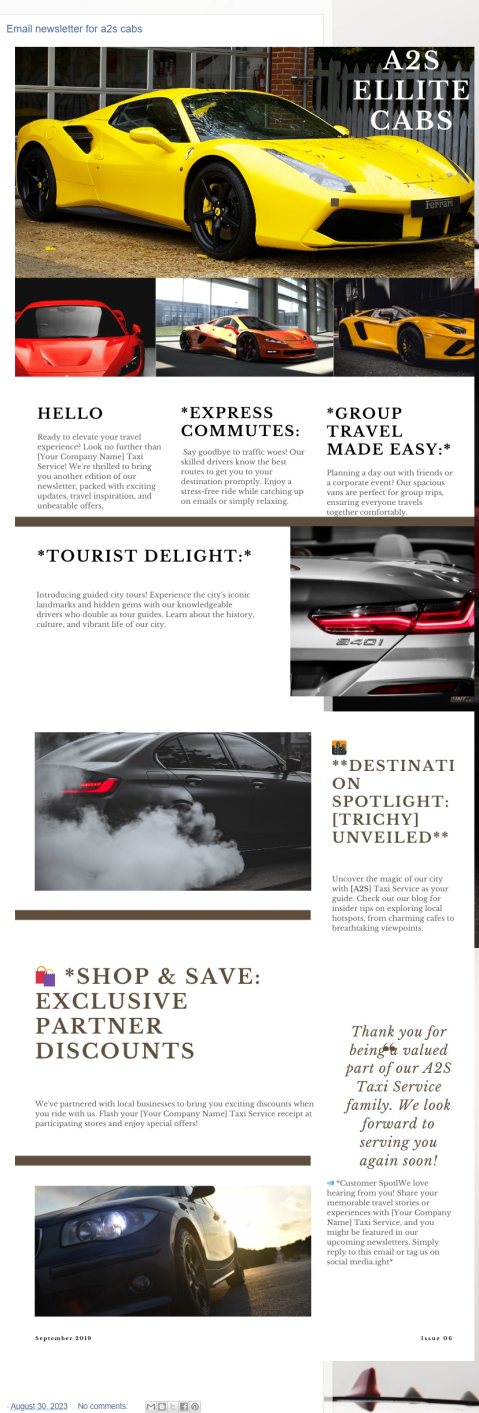 Email newsletter for a2s cabs
A2S
ELLITE
CABS
Ferrari
HELLO
Ready to elevate your travel
experience? Look no further than
[Your Company Name] Taxi
Service! We're thrilled to bring
you another edition of our
newsletter, packed with exciting
updates, travel inspiration, and
unbeatable offers.
*EXPRESS
COMMUTES:
Say goodbye to traffic woes! Our
skilled drivers know the best
routes to get you to your
destination promptly. Enjoy a
stress-free ride while catching up
on emails or simply relaxing.
*GROUP
TRAVEL
MADE EASY:*
Planning a day out with friends or
a corporate event? Our spacious
vans are perfect for group trips,
ensuring everyone travels
together comfortably.
*TOURIST DELIGHT:*
Introducing guided city tours! Experience the city's iconic
landmarks and hidden gems with our knowledgeable
drivers who double as tour guides. Learn about the history,
culture, and vibrant life of our city.
240i
**DESTINATI
ON
SPOTLIGHT:
[TRICHY]
UNVEILED**
Uncover the magic of our city
with [A2S] Taxi Service as your
guide. Check out our blog for
insider tips on exploring local
hotspots, from charming cafes to
breathtaking viewpoints.
*SHOP & SAVE:
EXCLUSIVE
PARTNER
DISCOUNTS
We've partnered with local businesses to bring you exciting discounts when
you ride with us. Flash your [Your Company Name] Taxi Service receipt at
participating stores and enjoy special offers!
Thank you for
being a valued
part of our A2S
Taxi Service
family. We look
forward to
serving you
again soon!
*Customer SpotlWe love
hearing from you! Share your
memorable travel stories or
experiences with [Your Company
Name] Taxi Service, and you
might be featured in our
upcoming newsletters. Simply
reply to this email or tag us on
social media.ight*
September 2019
Issue 06
- August 30, 2023 No comments: